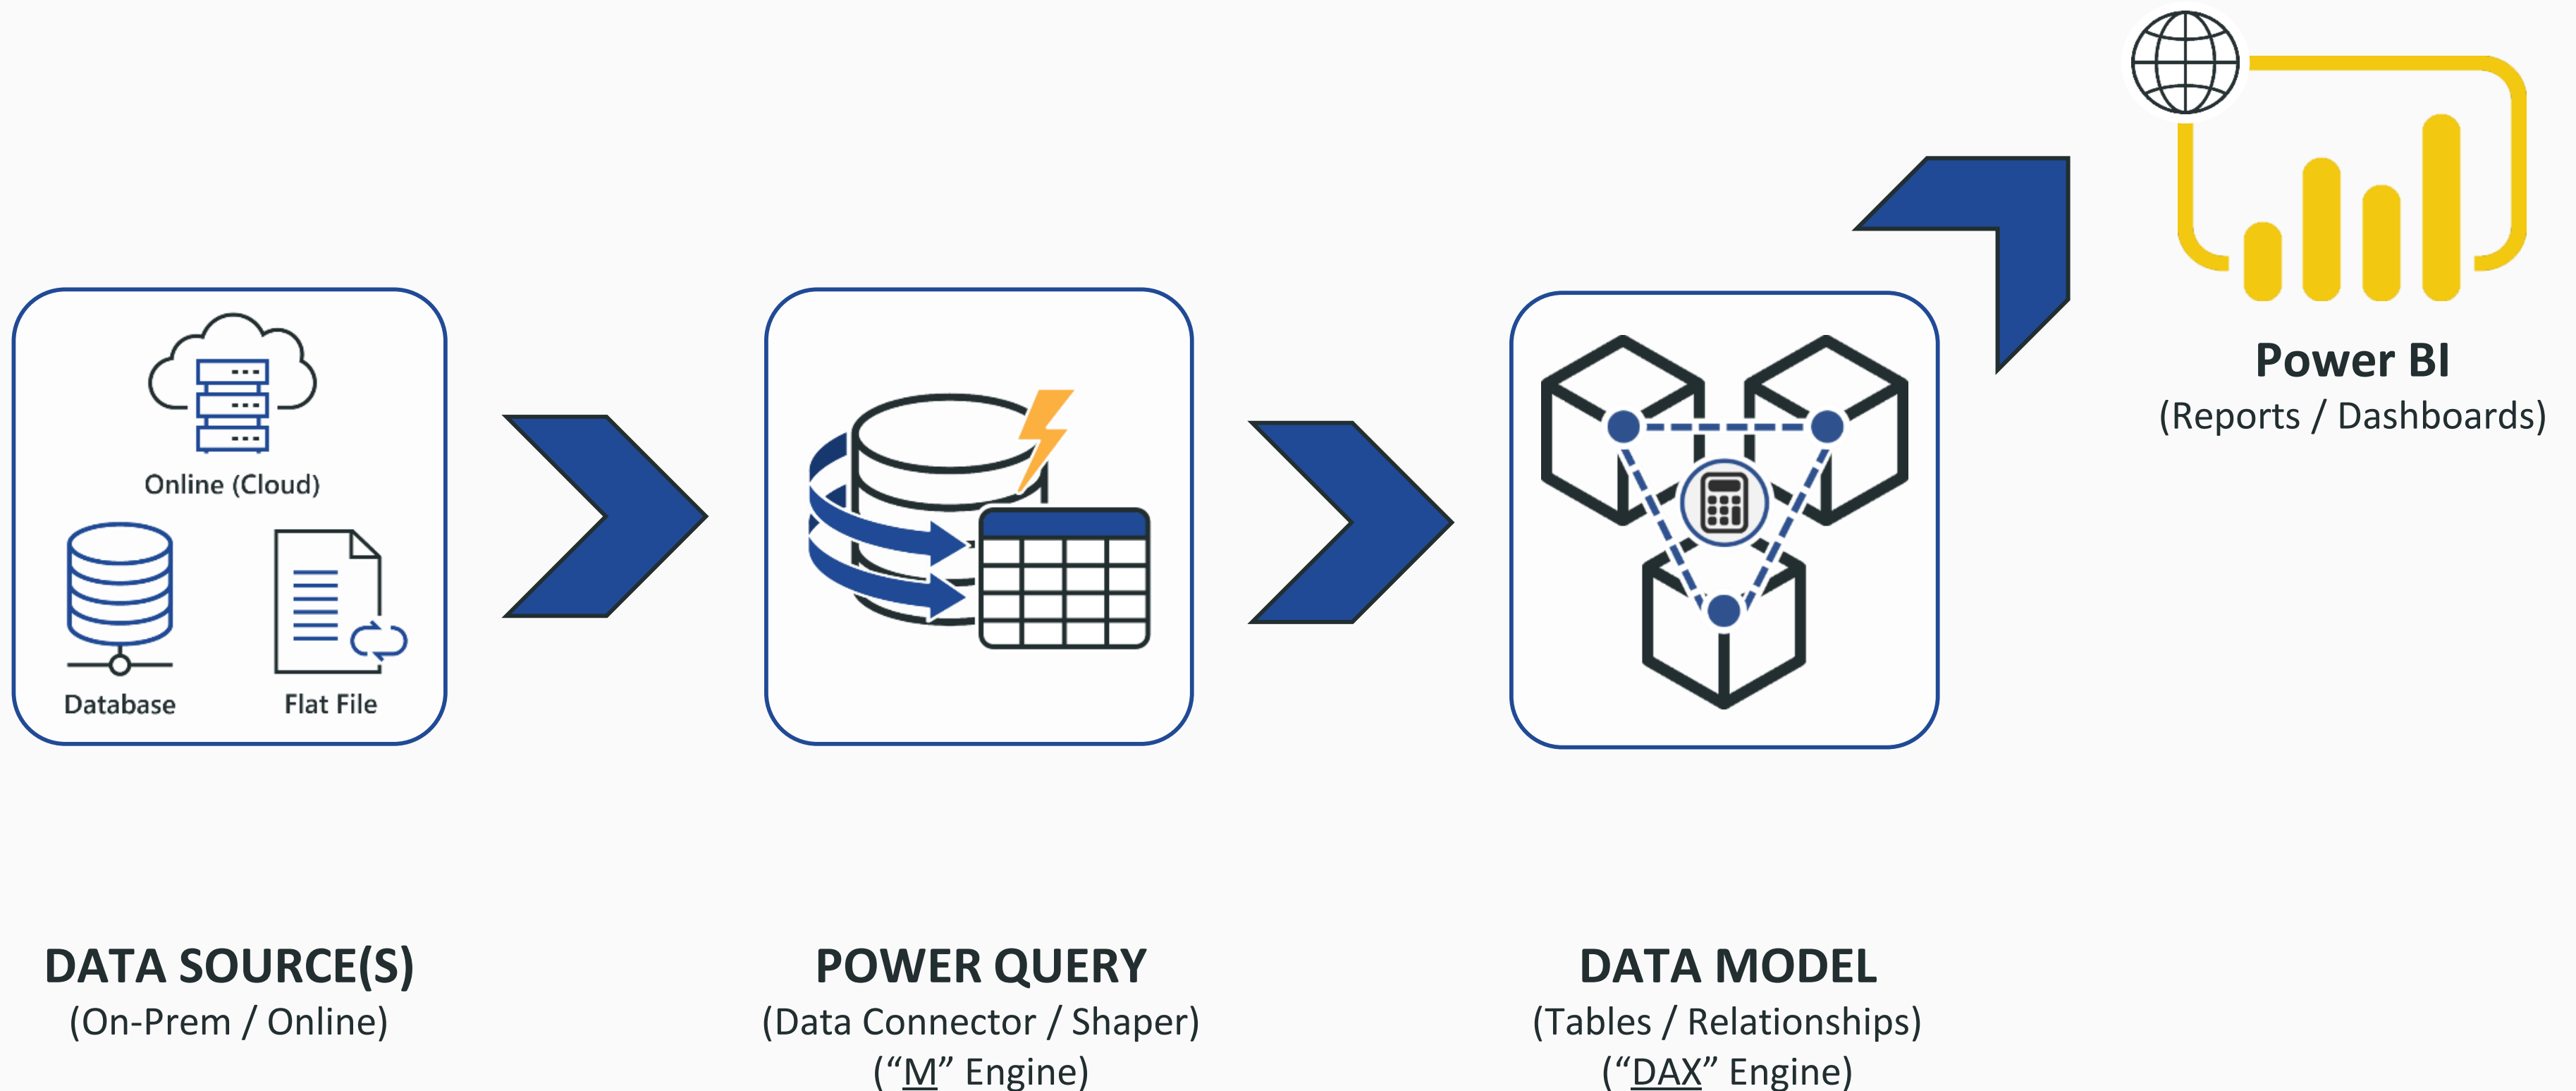 Online (Cloud)
Database
Flat File
DATA SOURCE(S)
(On-Prem / Online)
POWER QUERY
(Data Connector / Shaper)
(“M” Engine)
DATA MODEL
(Tables / Relationships)
(“DAX” Engine)
Power BI
(Reports / Dashboards)